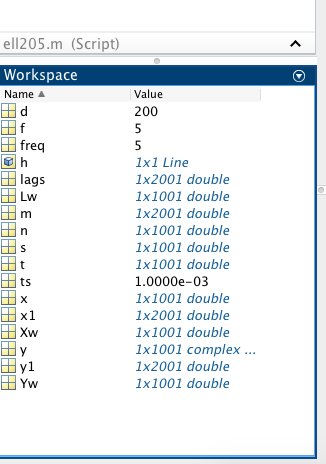 ell205.m (Script)
Workspace
Name Value
d 200
f 5
freq 5
h 1x1 Line
lags 1x2001 double
Lw 1x1001 double
m 1x2001 double
n 1x1001 double
s 1x1001 double
t 1x1001 double
ts 1.0000e-03
x 1x1001 double
x1 1x2001 double
Xw 1x1001 double
y 1x1001 complex ...
y1 1x2001 double
Yw 1x1001 double